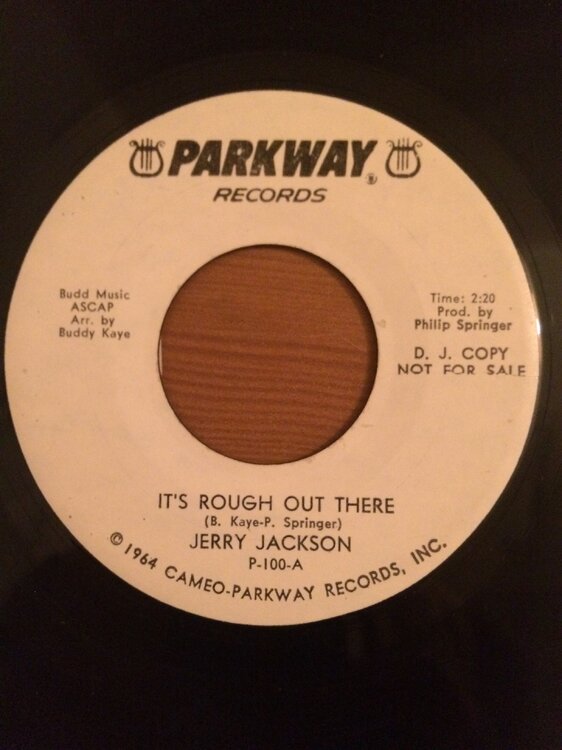 PARKWAY®
RECORDS
Budd Music
ASCAP
Arr. by
Buddy Kaye
Time: 2:20
Prod. by
Philip Springer
D. J. COPY
NOT FOR SALE
IT'S ROUGH OUT THERE
(B. Kaye-P. Springer)
JERRY JACKSON
P-100-A
© 1964 CAMEO-PARKWAY RECORDS, INC.